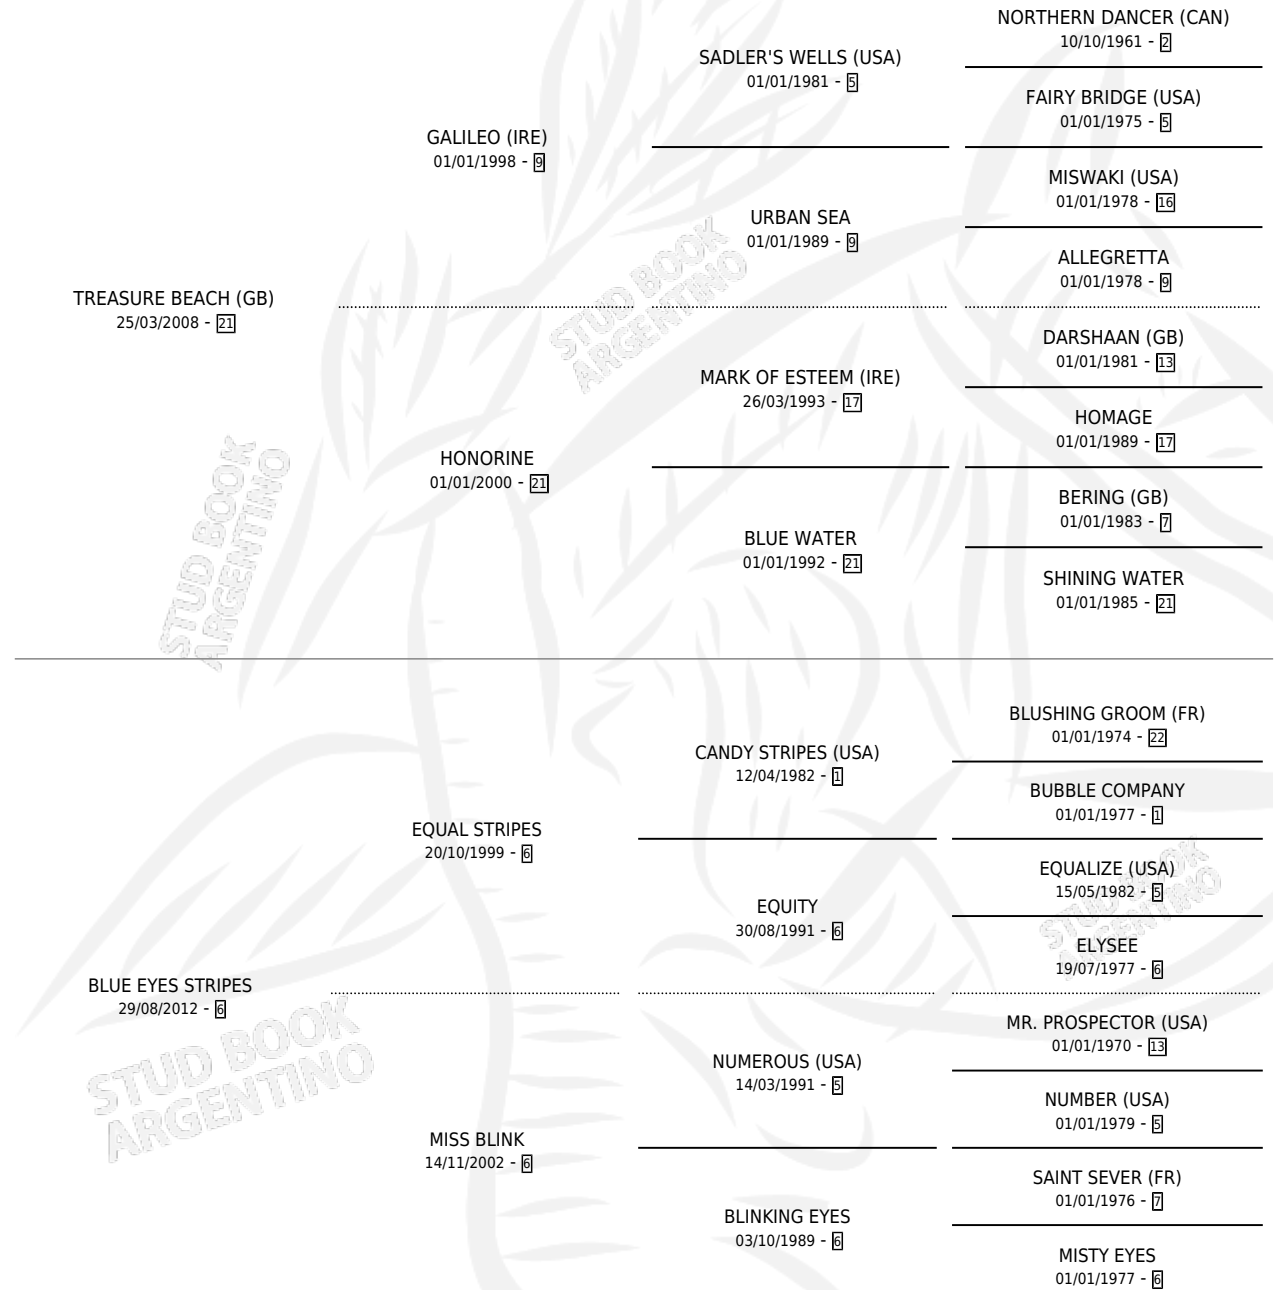 NORTHERN DANCER (CAN)
10/10/1961 - 2
SADLER'S WELLS (USA)
01/01/1981 - 5
FAIRY BRIDGE (USA)
01/01/1975 - 5
GALILEO (IRE)
01/01/1998 - 9
MISWAKI (USA)
01/01/1978 - 16
URBAN SEA
01/01/1989 - 9
ALLEGRETTA
01/01/1978 - 9
TREASURE BEACH (GB)
25/03/2008 - 21
STUD BOOK
ARGENTINO
DARSHAAN (GB)
01/01/1981 - 13
MARK OF ESTEEM (IRE)
26/03/1993 - 17
HOMAGE
01/01/1989 - 17
HONORINE
01/01/2000 - 21
BERING (GB)
01/01/1983 - 7
BLUE WATER
01/01/1992 - 21
SHINING WATER
01/01/1985 - 21
STUD BOOK
ARGENTINO
BLUSHING GROOM (FR)
01/01/1974 - 22
CANDY STRIPES (USA)
12/04/1982 - 1
BUBBLE COMPANY
01/01/1977 - 1
EQUAL STRIPES
20/10/1999 - 6
EQUALIZE (USA)
15/05/1982 - 5
EQUITY
30/08/1991 - 6
STUD BOOK
ARGENTINO
ELYSEE
19/07/1977 - 6
BLUE EYES STRIPES
29/08/2012 - 6
MR. PROSPECTOR (USA)
01/01/1970 - 13
STUD BOOK
ARGENTINO
NUMEROUS (USA)
14/03/1991 - 5
NUMBER (USA)
01/01/1979 - 5
MISS BLINK
14/11/2002 - 6
SAINT SEVER (FR)
01/01/1976 - 7
BLINKING EYES
03/10/1989 - 6
MISTY EYES
01/01/1977 - 6